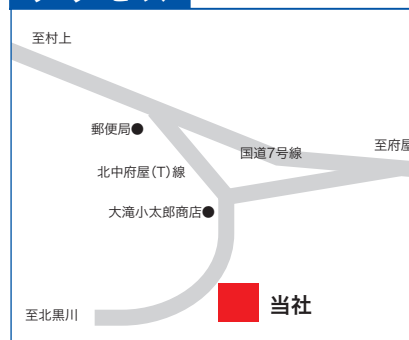 至村上
郵便局
国道7号線
至府屋
北中府屋(T)線
大滝小太郎商店
当社
至北黒川